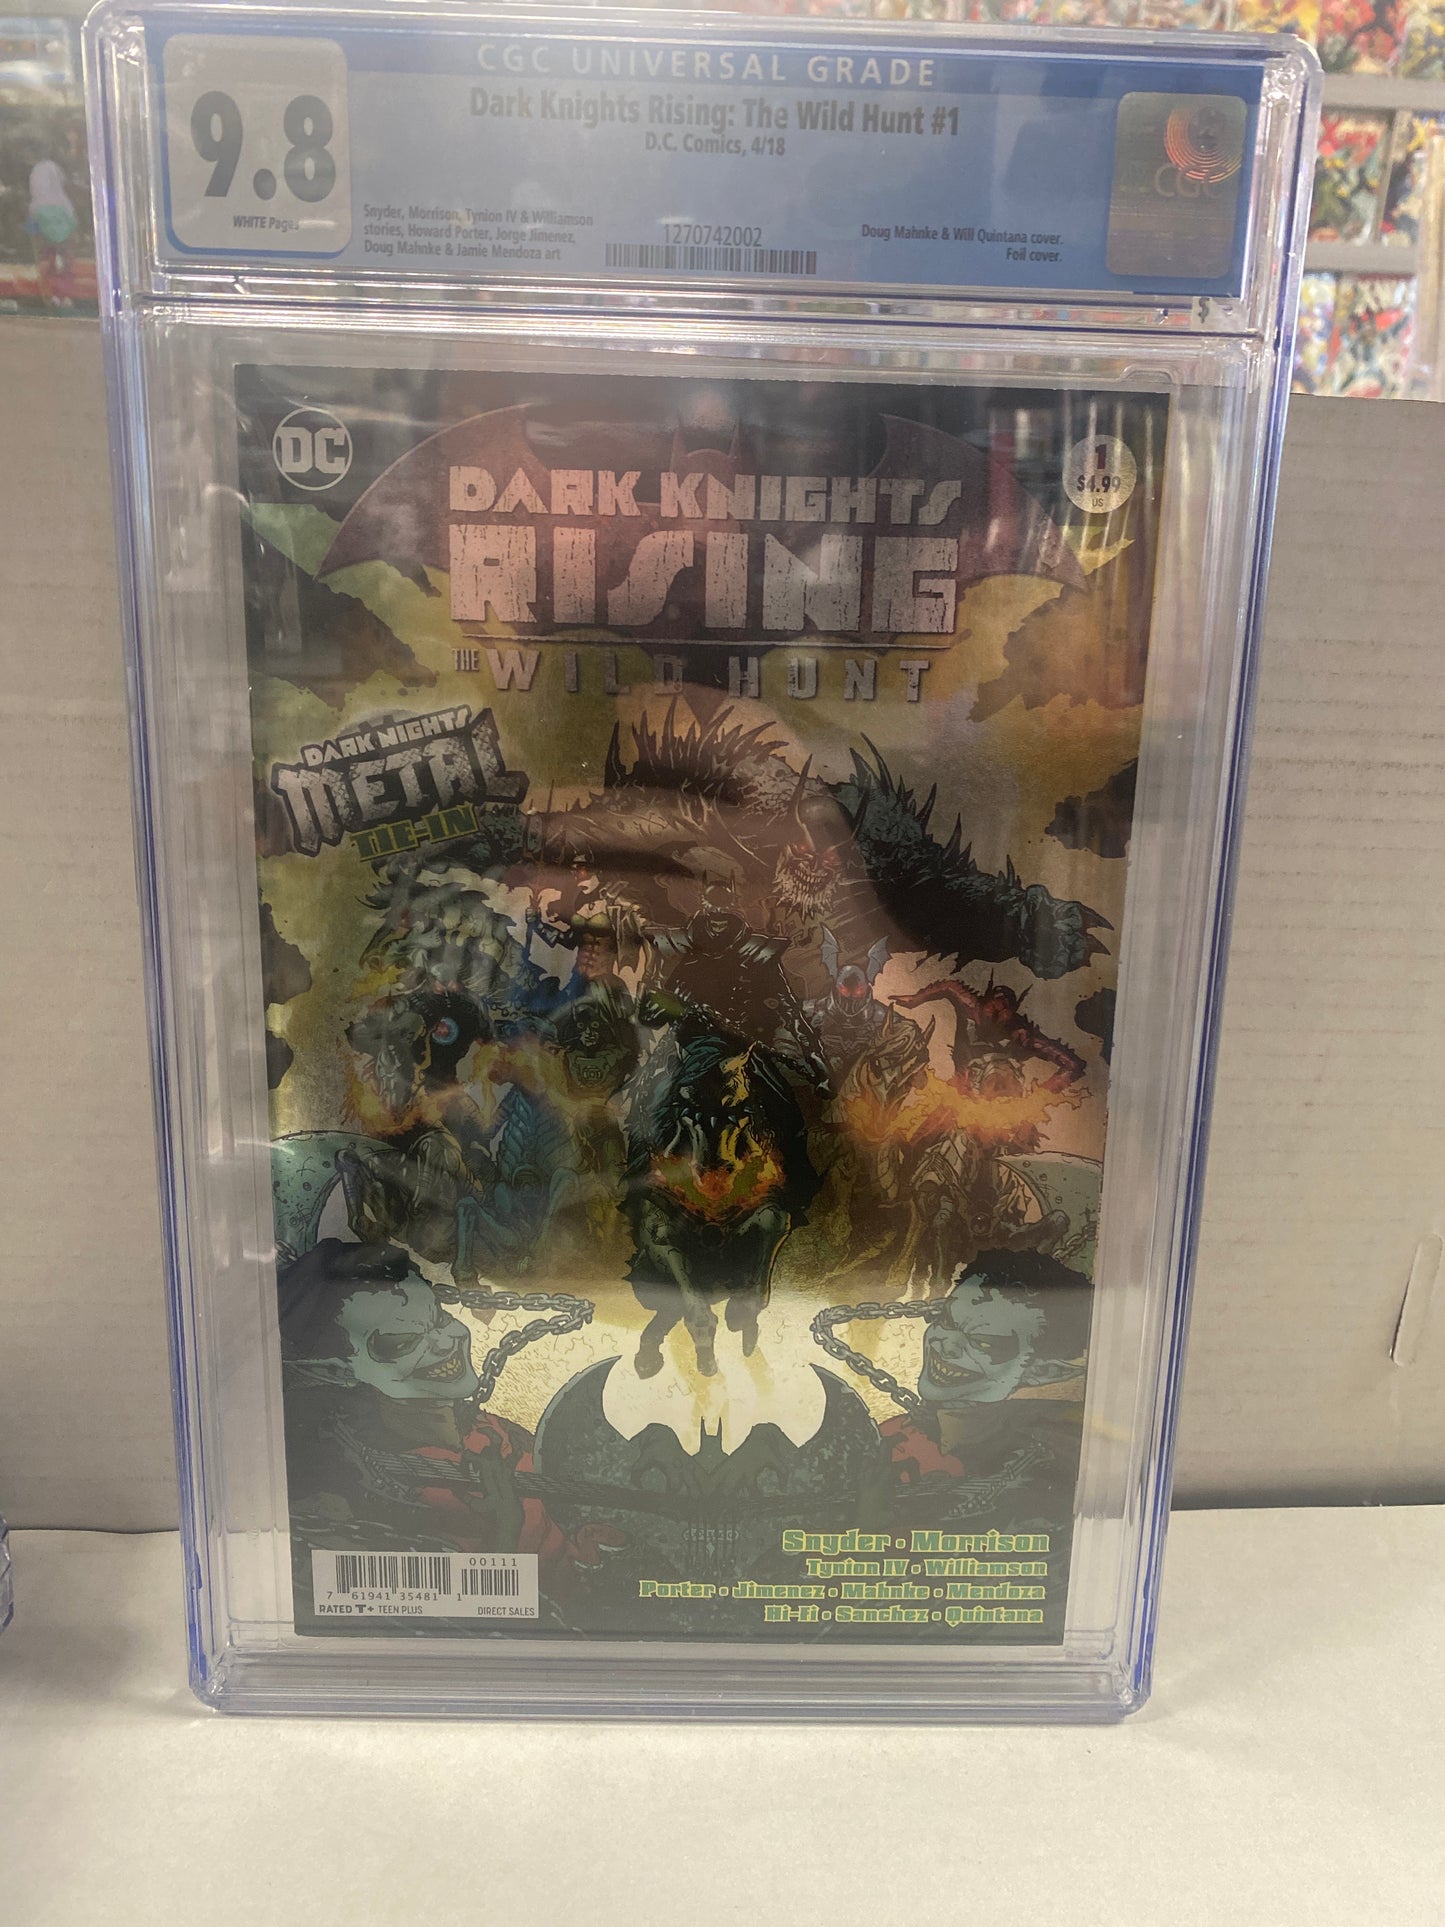 CGC UNIVERSAL GRADE
9.8
WHITE Pages
Dark Knights Rising: The Wild Hunt #1
D.C. Comics, 4/18
Snyder, Morrison, Tynion IV & Williamson
stories, Howard Porter, Jorge Jimenez,
Doug Mahnke & Jamie Mendoza art
1270742002
Doug Mahnke & Will Quintana cover.
Foil cover.
CGC
$
DC
DARK KNIGHTS
RISING
THE WILD HUNT
1
$4.99
US
DARK NIGHTS
METAL
TIE-IN
Snyder • Morrison
Tynion IV • Williamson
Porter • Jimenez • Mahnke • Mendoza
Hi-Fi • Sanchez • Quintana
00111
7 61941 35481 1
RATED T+ TEEN PLUS
DIRECT SALES